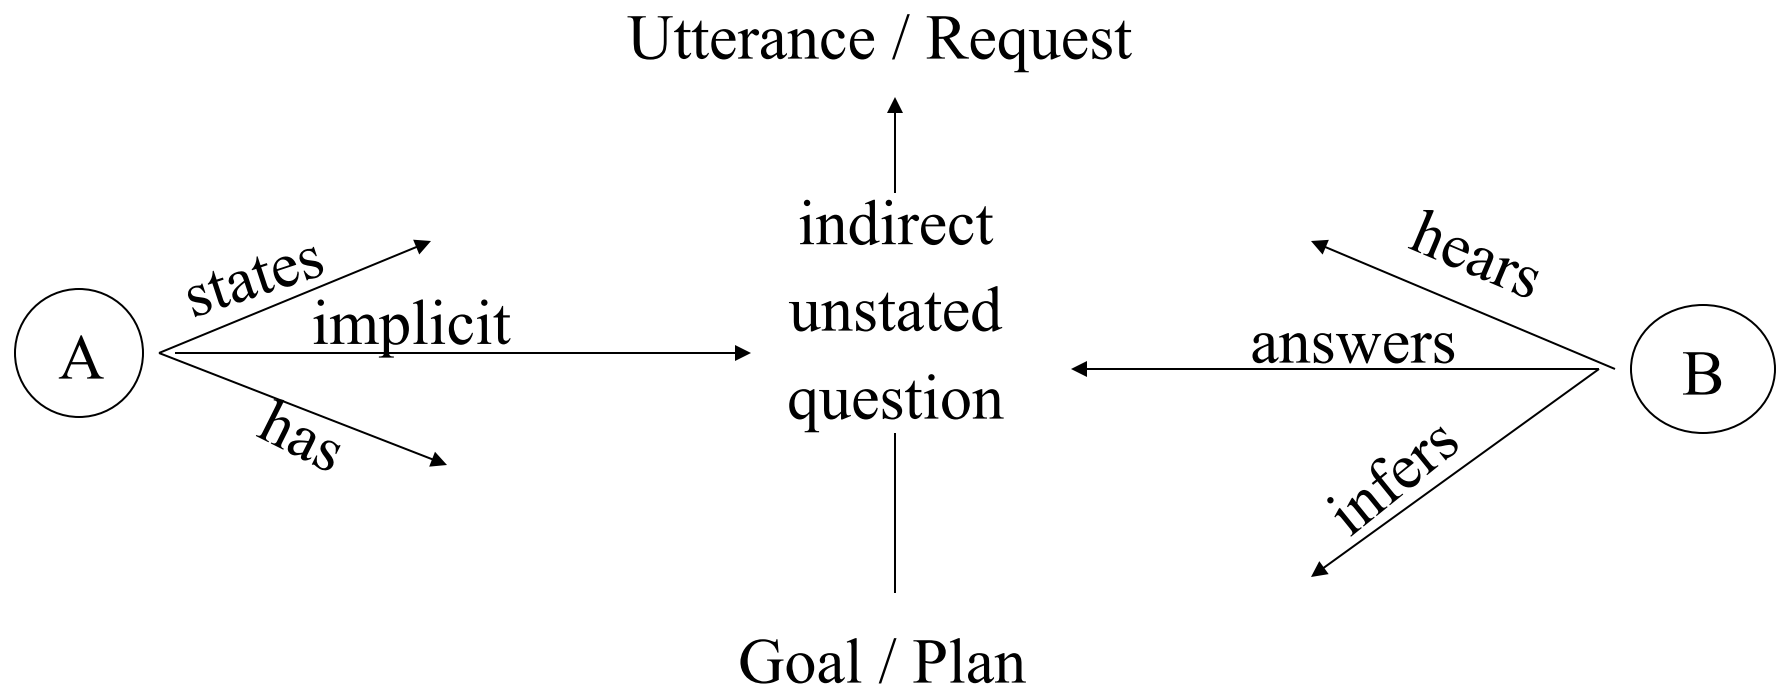 Utterance / Request
indirect
unstated
question
states
implicit
has
A
hears
answers
infers
B
Goal / Plan